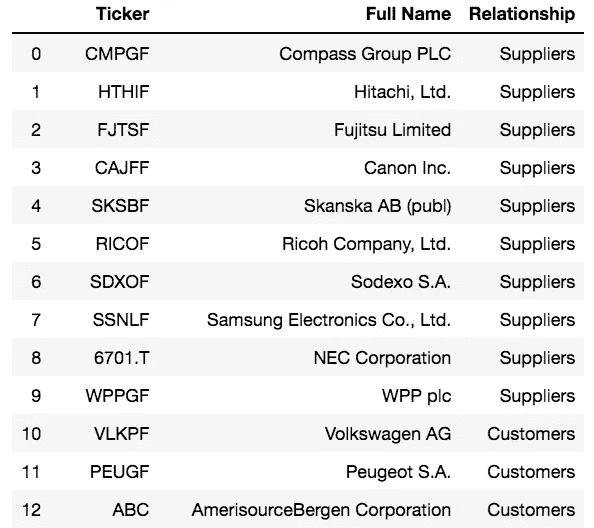 Ticker Full Name Relationship
0 CMPGF Compass Group PLC Suppliers
1 HTHIF Hitachi, Ltd. Suppliers
2 FJTSF Fujitsu Limited Suppliers
3 CAJFF Canon Inc. Suppliers
4 SKSBF Skanska AB (publ) Suppliers
5 RICOF Ricoh Company, Ltd. Suppliers
6 SDXOF Sodexo S.A. Suppliers
7 SSNLF Samsung Electronics Co., Ltd. Suppliers
8 6701.T NEC Corporation Suppliers
9 WPPGF WPP plc Suppliers
10 VLKPF Volkswagen AG Customers
11 PEUGF Peugeot S.A. Customers
12 ABC AmerisourceBergen Corporation Customers